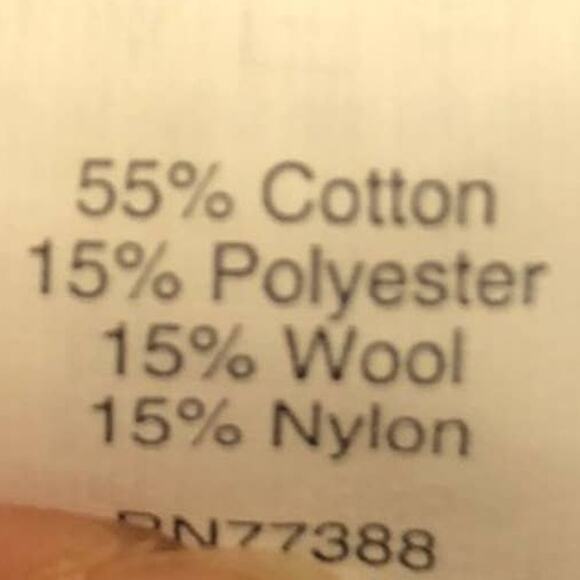 55% Cotton
15% Polyester
15% Wool
15% Nylon
RN77388